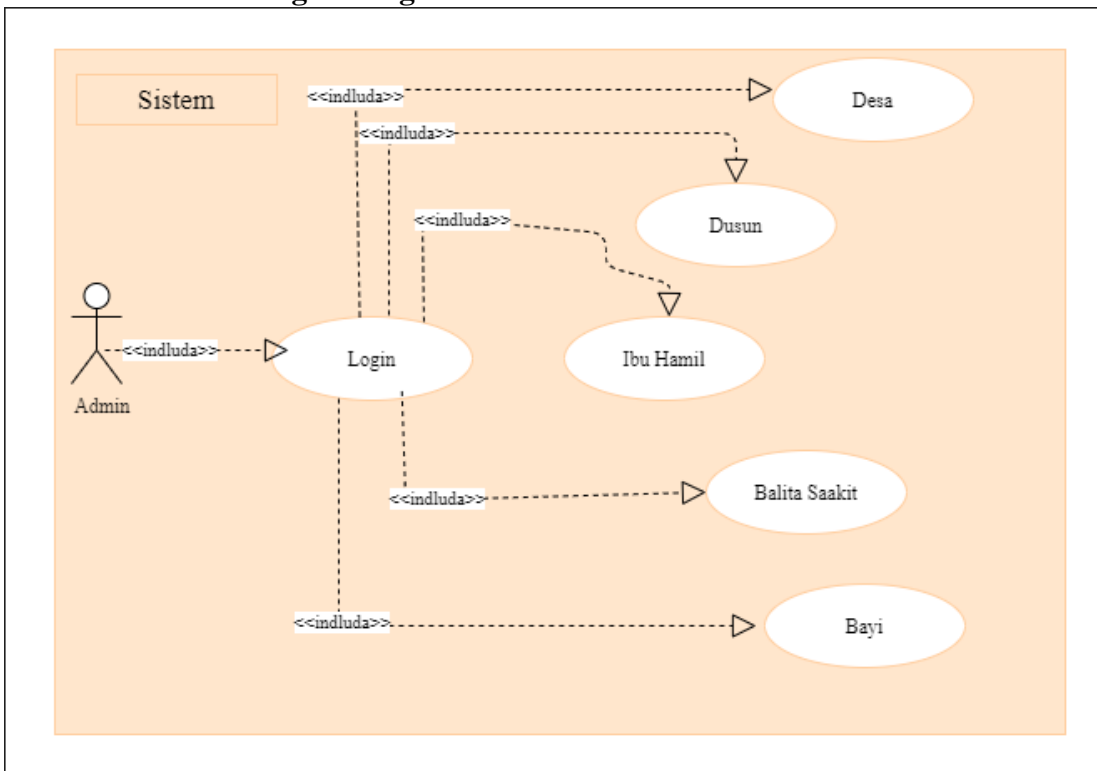 Sistem
<<indluda>>
Desa
<<indluda>>
Dusun
<<indluda>>
<<indluda>>
Login
Ibu Hamil
Admin
<<indluda>>
Balita Saakit
<<indluda>>
Bayi